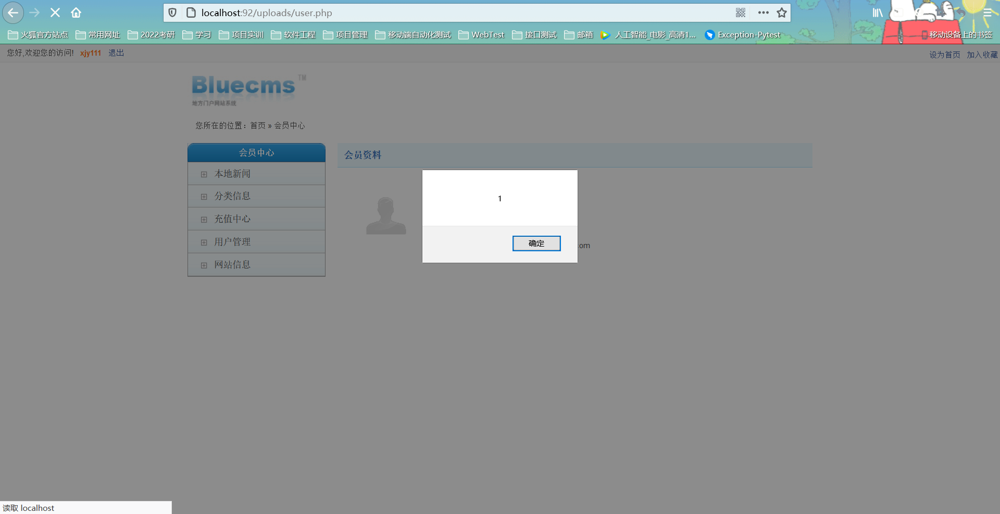 localhost:92/uploads/user.php
火狐官方站点 常用网址 2022考研 学习 项目实训 软件工程 项目管理 移动端自动化测试 WebTest 接口测试 邮箱 人工智能_电影_高清1... Exception-Pytest 移动设备上的书签
您好,欢迎您的访问! xjy111 退出 设为首页 加入收藏
Bluecms TM
地方门户网站系统
您所在的位置：首页 » 会员中心
会员中心
会员资料
本地新闻
分类信息
充值中心
用户管理
网站信息
1
确定
.com
读取 localhost